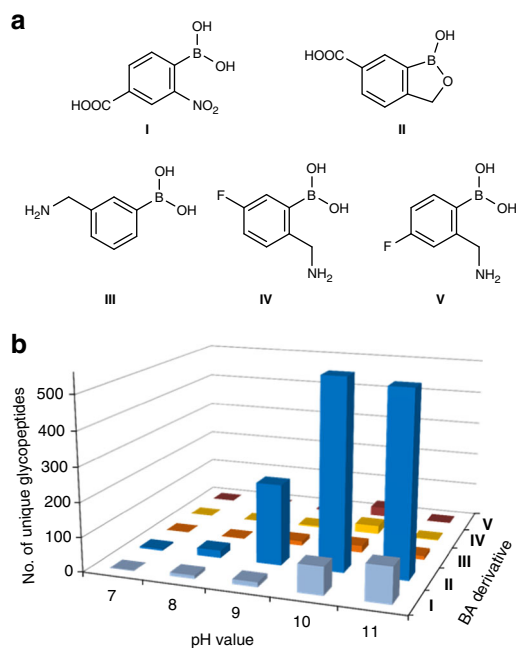 a
OH
B
OH
HOOC
NO2
I
OH
HOOC
B
O
II
OH
H2N
B
OH
III
OH
F
B
OH
NH2
IV
OH
B
OH
F
NH2
V
b
No. of unique glycopeptides
500
400
300
200
100
0
7
8
9
10
11
pH value
I
II
III
IV
V
BA derivative